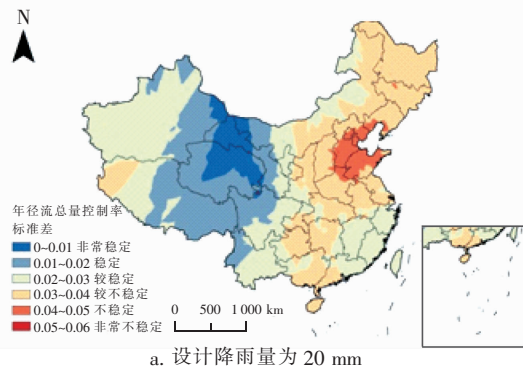 N
年径流总量控制率
标准差
0~0.01 非常稳定
0.01~0.02 稳定
0.02~0.03 较稳定
0.03~0.04 较不稳定
0.04~0.05 不稳定
0.05~0.06 非常不稳定
0 500 1 000 km
a. 设计降雨量为 20 mm